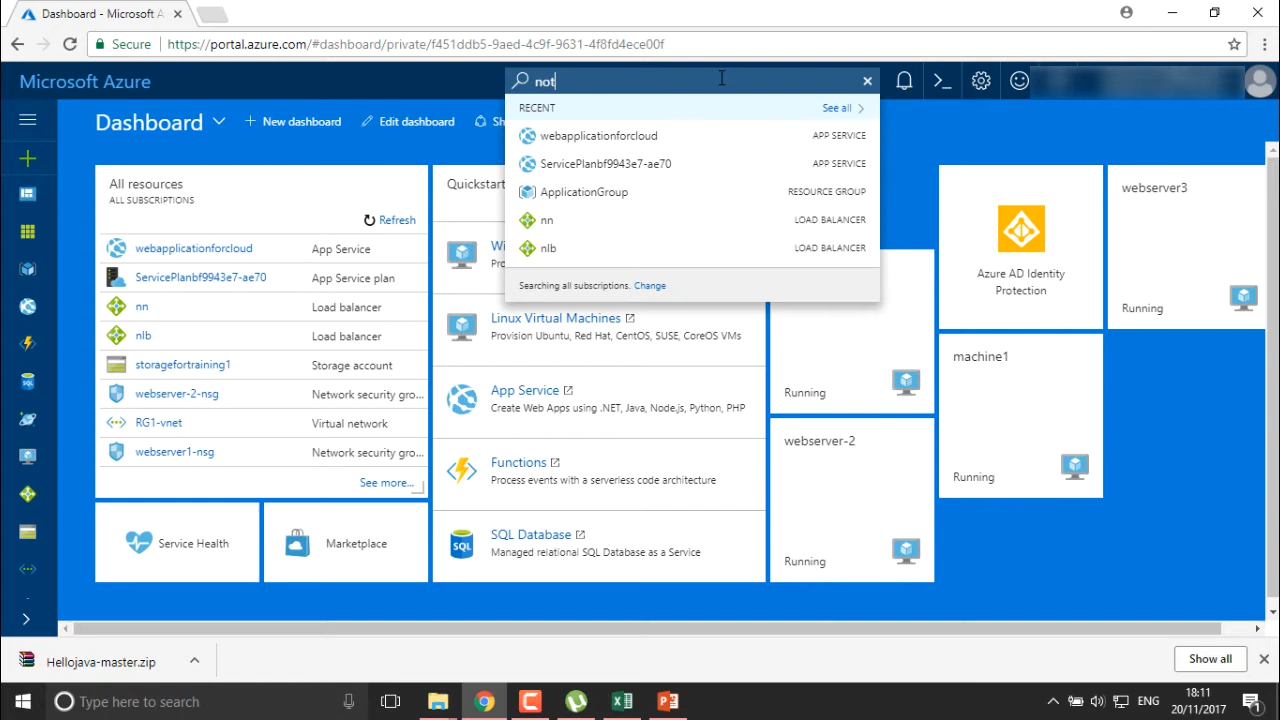 Dashboard - Microsoft A
Secure
https://portal.azure.com/#dashboard/private/f451ddb5-9aed-4c9f-9631-4f8fd4ece00f
Microsoft Azure
not
Dashboard
New dashboard
Edit dashboard
Sh
RECENT
See all
webapplicationforcloud APP SERVICE
ServicePlanbf9943e7-ae70 APP SERVICE
ApplicationGroup RESOURCE GROUP
nn LOAD BALANCER
nlb LOAD BALANCER
Searching all subscriptions. Change
All resources
ALL SUBSCRIPTIONS
Refresh
webapplicationforcloud App Service
ServicePlanbf9943e7-ae70 App Service plan
nn Load balancer
nlb Load balancer
storagefortraining1 Storage account
webserver-2-nsg Network security gro...
RG1-vnet Virtual network
webserver1-nsg Network security gro...
See more...
Service Health
Marketplace
Quickstart
Wi
Pro
Linux Virtual Machines
Provision Ubuntu, Red Hat, CentOS, SUSE, CoreOS VMs
App Service
Create Web Apps using .NET, Java, Node.js, Python, PHP
Functions
Process events with a serverless code architecture
SQL
SQL Database
Managed relational SQL Database as a Service
Running
webserver-2
Running
Azure AD Identity
Protection
machine1
Running
webserver3
Running
Hellojava-master.zip
Show all
Type here to search
ENG
18:11
20/11/2017
1